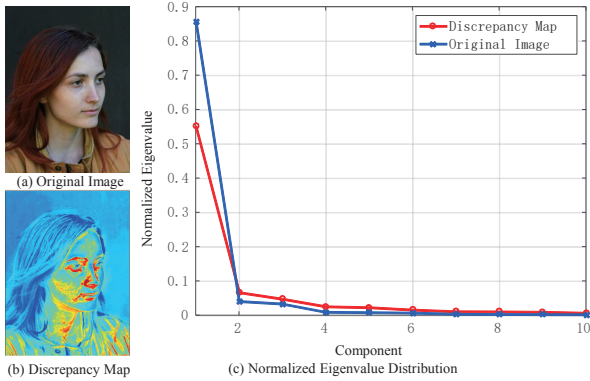 (a) Original Image
(b) Discrepancy Map
Normalized Eigenvalue
0.9
0.8
0.7
0.6
0.5
0.4
0.3
0.2
0.1
0
Discrepancy Map
Original Image
2
4
6
8
10
Component
(c) Normalized Eigenvalue Distribution